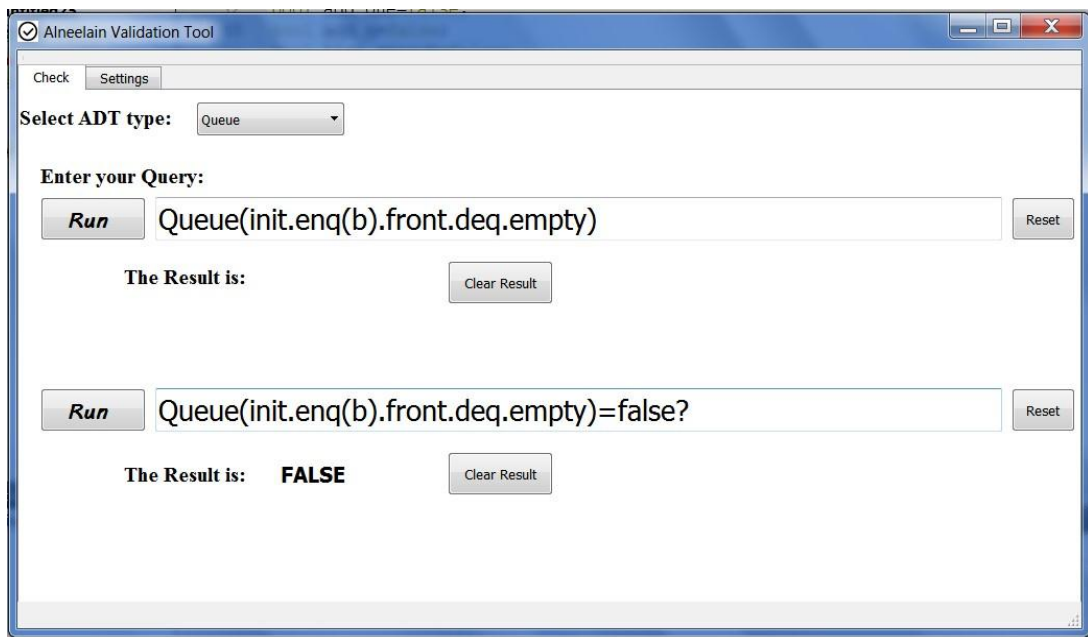 Alneelain Validation Tool
Check Settings
Select ADT type: Queue
Enter your Query:
Run Queue(init.enq(b).front.deq.empty) Reset
The Result is: Clear Result
Run Queue(init.enq(b).front.deq.empty)=false? Reset
The Result is: FALSE Clear Result